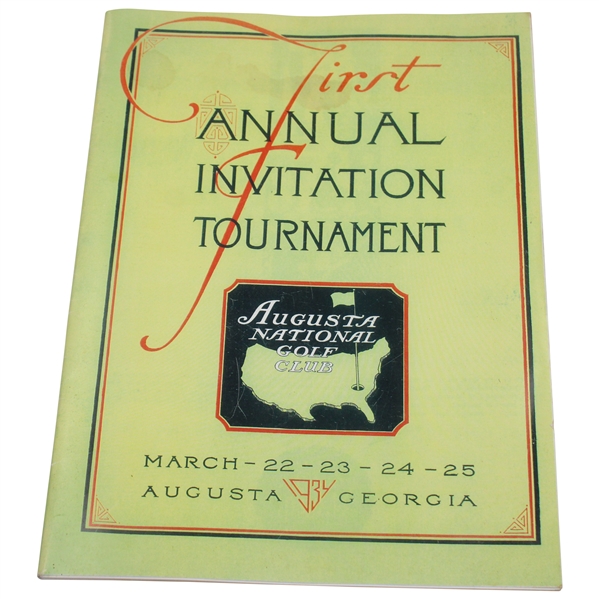 First
ANNUAL
INVITATION
TOURNAMENT
AUGUSTA
NATIONAL
GOLF
CLUB
MARCH - 22 - 23 - 24 - 25
AUGUSTA 1934 GEORGIA